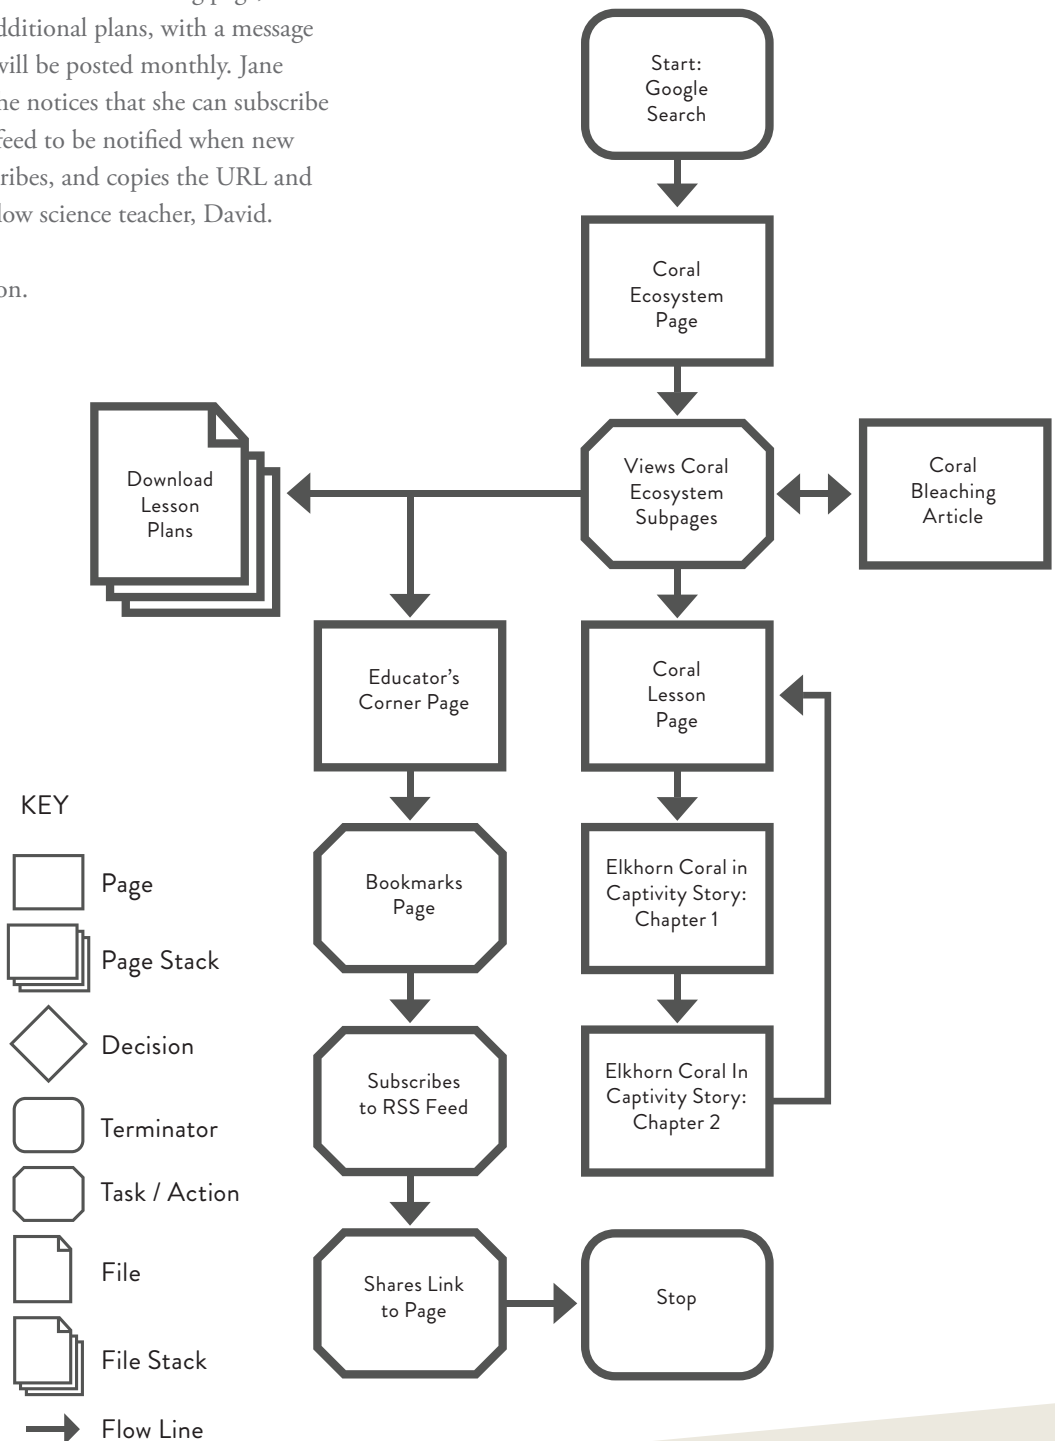 additional plans, with a message
will be posted monthly. Jane
notices that she can subscribe
feed to be notified when new
and copies the URL and
science teacher, David.
on.
Start:
Google
Search
Coral
Ecosystem
Page
Views Coral
Ecosystem
Subpages
Coral
Bleaching
Article
Download
Lesson
Plans
Educator's
Corner Page
Coral
Lesson
Page
Bookmarks
Page
Elkhorn Coral in
Captivity Story:
Chapter 1
Subscribes
to RSS Feed
Elkhorn Coral In
Captivity Story:
Chapter 2
Shares Link
to Page
Stop
KEY
Page
Page Stack
Decision
Terminator
Task / Action
File
File Stack
Flow Line